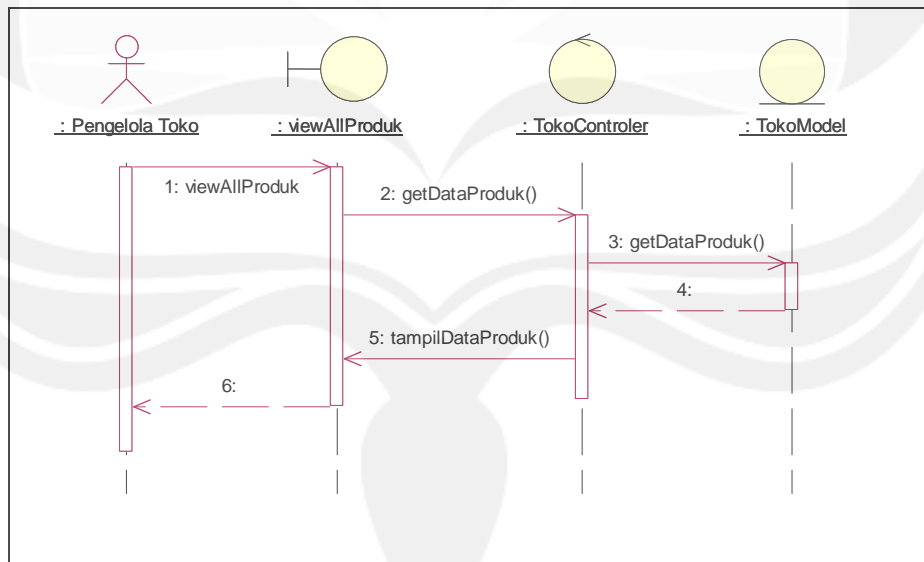 : Pengelola Toko
: viewAllProduk
: TokoControler
: TokoModel
1: viewAllProduk
2: getDataProduk()
3: getDataProduk()
4:
5: tampilDataProduk()
6: